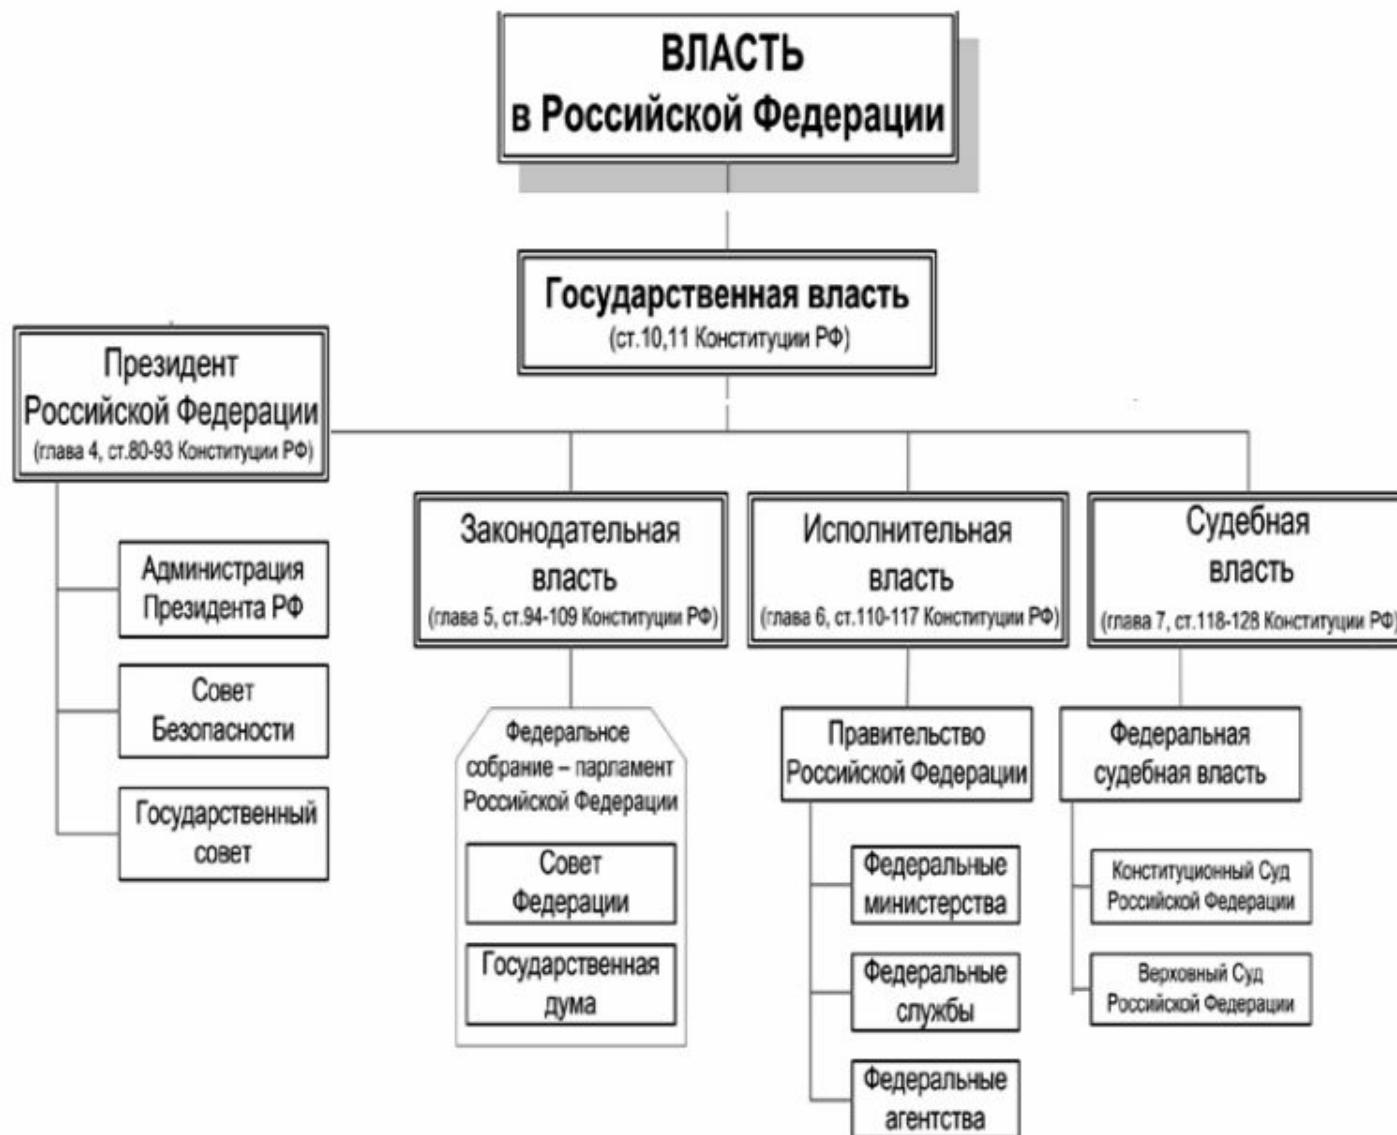 ВЛАСТЬ
в Российской Федерации
Государственная власть
(ст.10,11 Конституции РФ)
Президент
Российской Федерации
(глава 4, ст.80-93 Конституции РФ)
Администрация
Президента РФ
Совет
Безопасности
Государственный
совет
Законодательная
власть
(глава 5, ст.94-109 Конституции РФ)
Федеральное
собрание – парламент
Российской Федерации
Совет
Федерации
Государственная
дума
Исполнительная
власть
(глава 6, ст.110-117 Конституции РФ)
Правительство
Российской Федерации
Федеральные
министерства
Федеральные
службы
Федеральные
агентства
Судебная
власть
(глава 7, ст.118-128 Конституции РФ)
Федеральная
судебная власть
Конституционный Суд
Российской Федерации
Верховный Суд
Российской Федерации